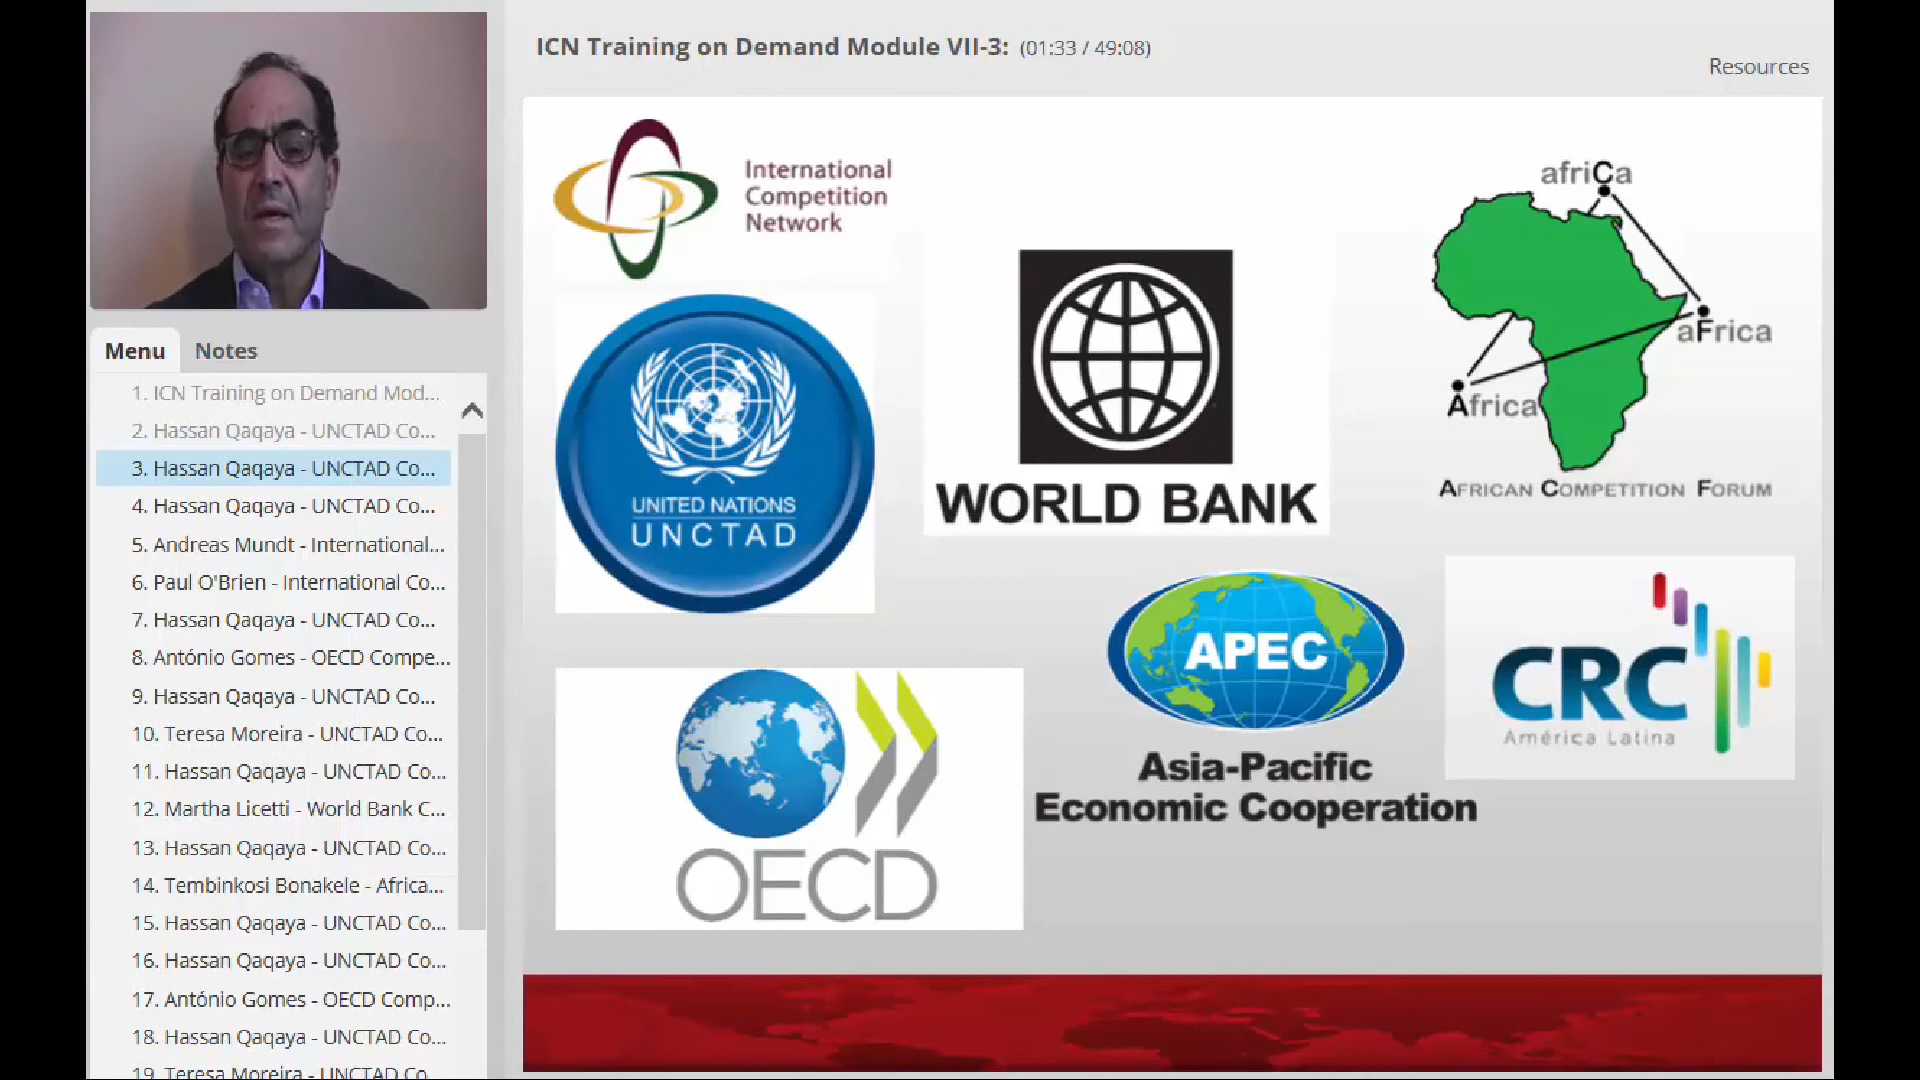 ICN Training on Demand Module VII-3: (01:33 / 49:08)
Resources
Menu
Notes
1. ICN Training on Demand Mod...
2. Hassan Qaqaya - UNCTAD Co...
3. Hassan Qaqaya - UNCTAD Co...
4. Hassan Qaqaya - UNCTAD Co...
5. Andreas Mundt - International...
6. Paul O'Brien - International Co...
7. Hassan Qaqaya - UNCTAD Co...
8. António Gomes - OECD Compe...
9. Hassan Qaqaya - UNCTAD Co...
10. Teresa Moreira - UNCTAD Co...
11. Hassan Qaqaya - UNCTAD Co...
12. Martha Licetti - World Bank C...
13. Hassan Qaqaya - UNCTAD Co...
14. Tembinkosi Bonakele - Africa...
15. Hassan Qaqaya - UNCTAD Co...
16. Hassan Qaqaya - UNCTAD Co...
17. António Gomes - OECD Comp...
18. Hassan Qaqaya - UNCTAD Co...
19. Teresa Moreira - UNCTAD Co...
International
Competition
Network
UNITED NATIONS
UNCTAD
WORLD BANK
afriCa
aFrica
Africa
AFRICAN COMPETITION FORUM
APEC
Asia-Pacific
Economic Cooperation
CRC
América Latina
OECD